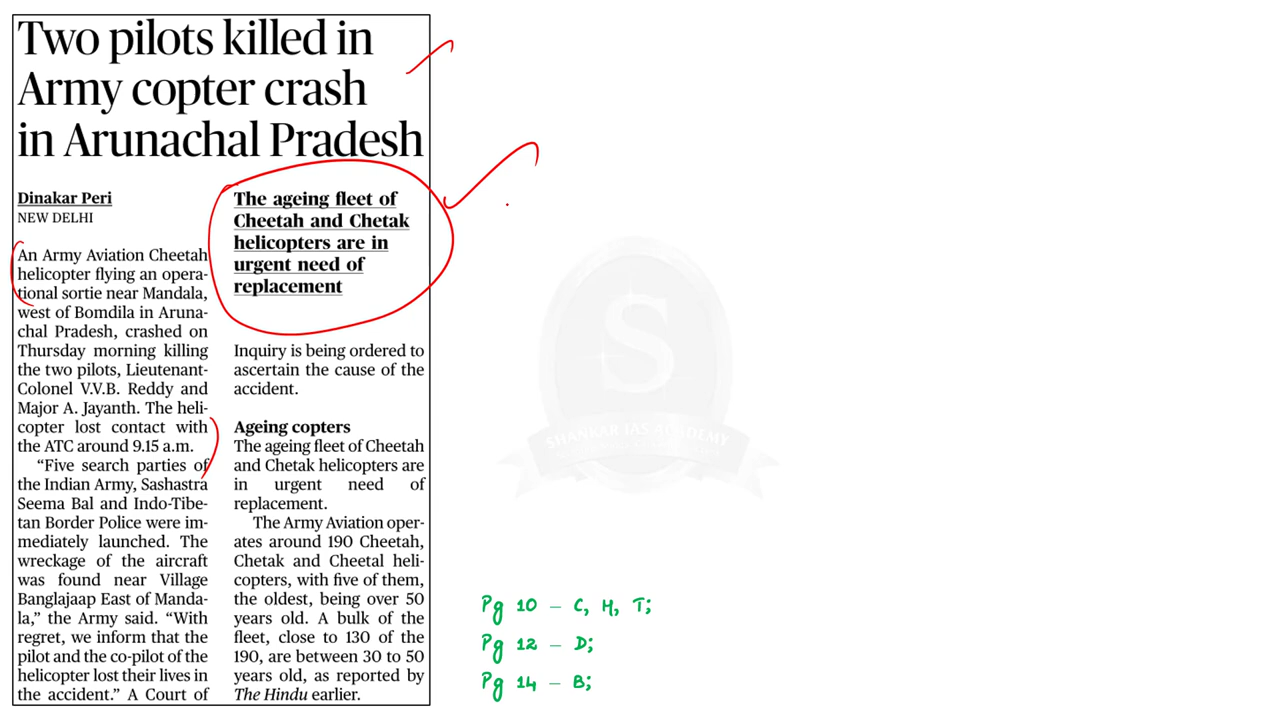 Two pilots killed in
Army copter crash
in Arunachal Pradesh
Dinakar Peri
NEW DELHI
An Army Aviation Cheetah
helicopter flying an opera-
tional sortie near Mandala,
west of Bomdila in Aruna-
chal Pradesh, crashed on
Thursday morning killing
the two pilots, Lieutenant-
Colonel V.V.B. Reddy and
Major A. Jayanth. The heli-
copter lost contact with
the ATC around 9.15 a.m.
“Five search parties of
the Indian Army, Sashastra
Seema Bal and Indo-Tibe-
tan Border Police were im-
mediately launched. The
wreckage of the aircraft
was found near Village
Banglajaap East of Manda-
la,” the Army said. “With
regret, we inform that the
pilot and the co-pilot of the
helicopter lost their lives in
the accident.” A Court of
The ageing fleet of
Cheetah and Chetak
helicopters are in
urgent need of
replacement
Inquiry is being ordered to
ascertain the cause of the
accident.
Ageing copters
The ageing fleet of Cheetah
and Chetak helicopters are
in urgent need of
replacement.
The Army Aviation oper-
ates around 190 Cheetah,
Chetak and Cheetal heli-
copters, with five of them,
the oldest, being over 50
years old. A bulk of the
fleet, close to 130 of the
190, are between 30 to 50
years old, as reported by
The Hindu earlier.
S
SHANKAR IAS ACADEMY
Pg 10 – C, H, T;
Pg 12 – D;
Pg 14 – B;